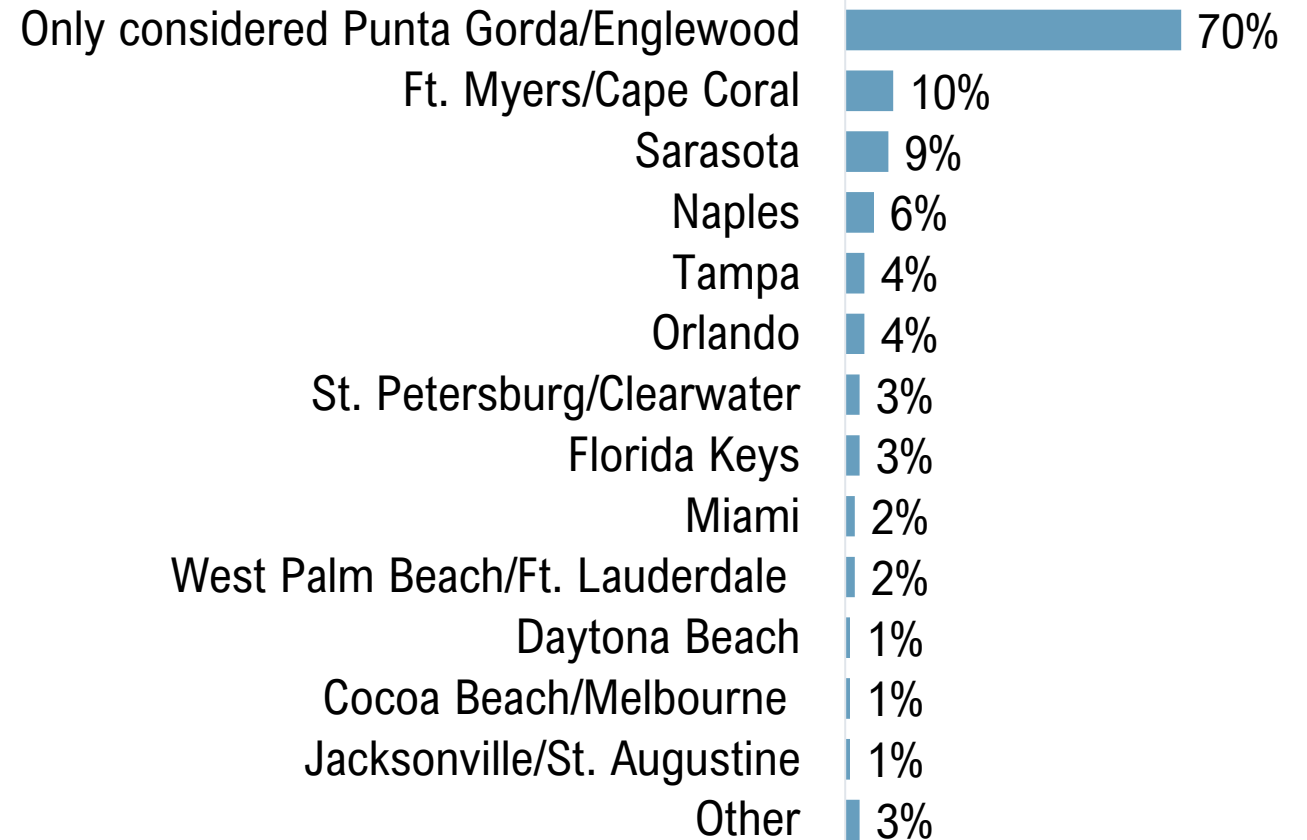 Only considered Punta Gorda/Englewood 70%
Ft. Myers/Cape Coral 10%
Sarasota 9%
Naples 6%
Tampa 4%
Orlando 4%
St. Petersburg/Clearwater 3%
Florida Keys 3%
Miami 2%
West Palm Beach/Ft. Lauderdale 2%
Daytona Beach 1%
Cocoa Beach/Melbourne 1%
Jacksonville/St. Augustine 1%
Other 3%